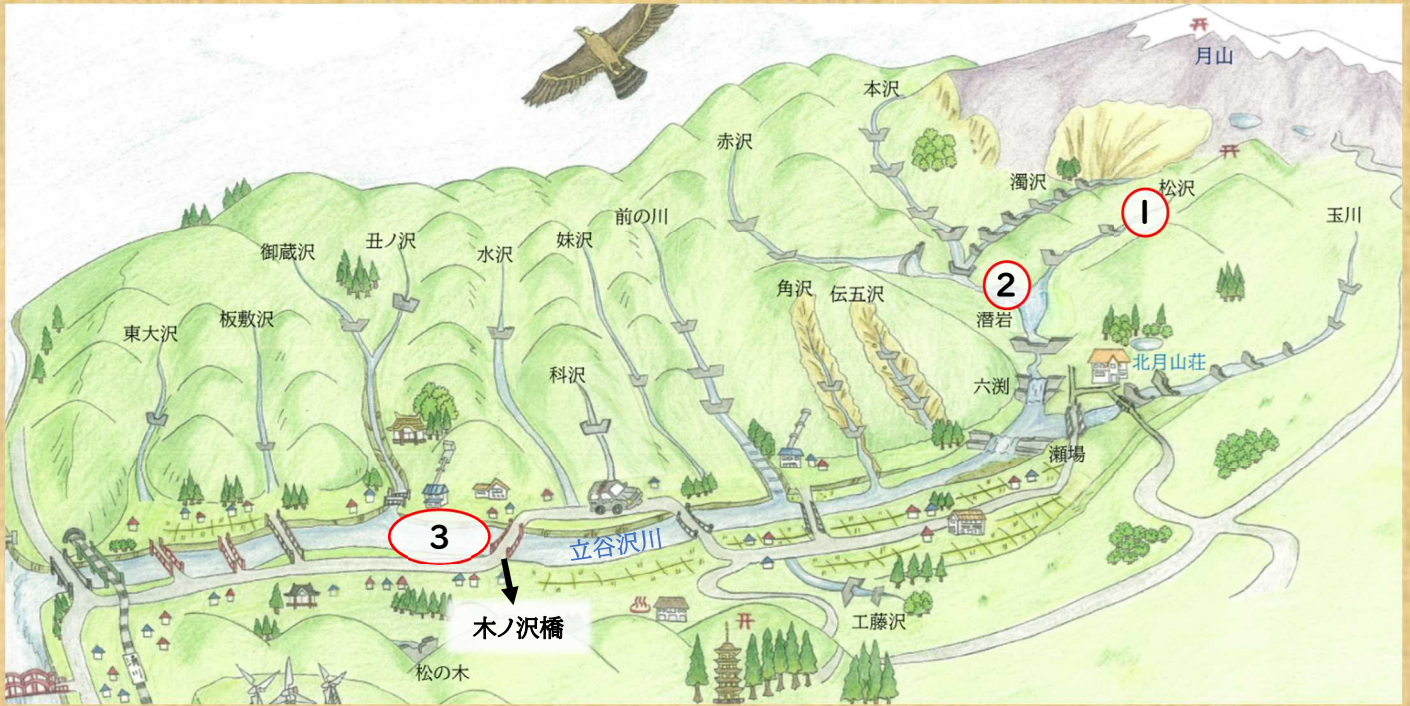 月山
本沢
赤沢
濁沢
松沢
1
玉川
前の川
妹沢
水沢
丑ノ沢
御蔵沢
2
潜岩
角沢
伝五沢
板敷沢
東大沢
北月山荘
科沢
六渕
瀬場
3
立谷沢川
木ノ沢橋
工藤沢
松の木
清川